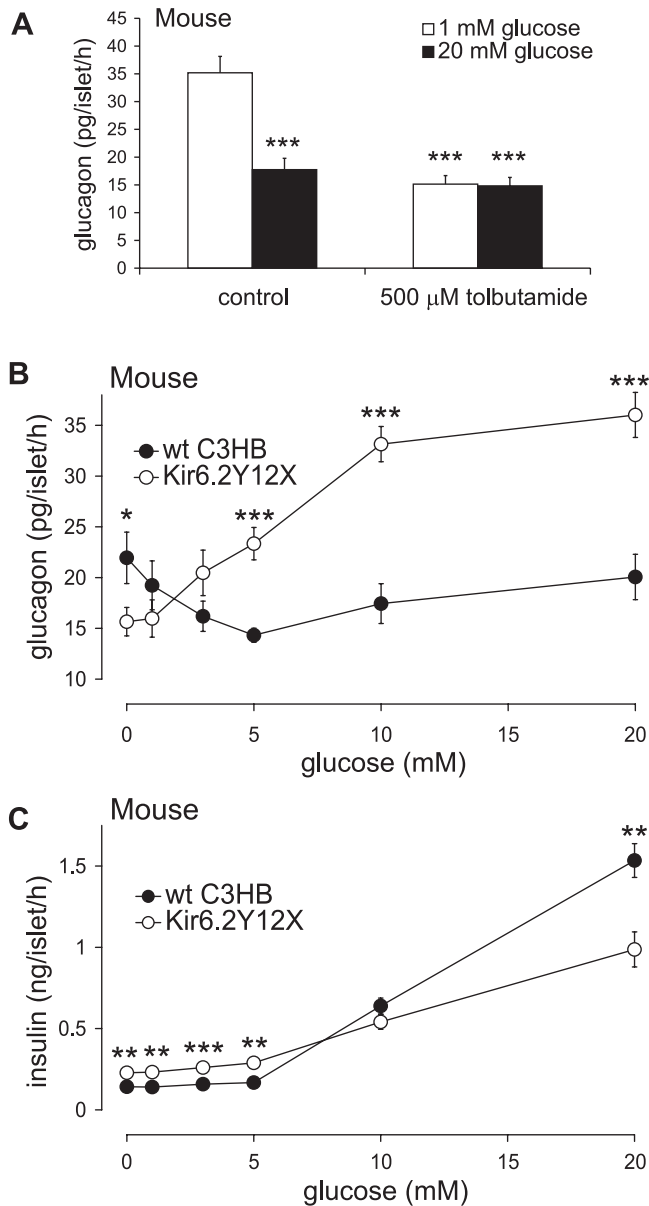 A
Mouse
1 mM glucose
20 mM glucose
glucagon (pg/islet/h)
45
40
35
30
25
20
15
10
5
0
***
***
***
control
500 μM tolbutamide
B
Mouse
wt C3HB
Kir6.2Y12X
glucagon (pg/islet/h)
35
30
25
20
15
10
*
***
***
***
0
5
10
15
20
glucose (mM)
C
Mouse
wt C3HB
Kir6.2Y12X
insulin (ng/islet/h)
1.5
1
0.5
0
**
**
***
**
**
0
5
10
15
20
glucose (mM)